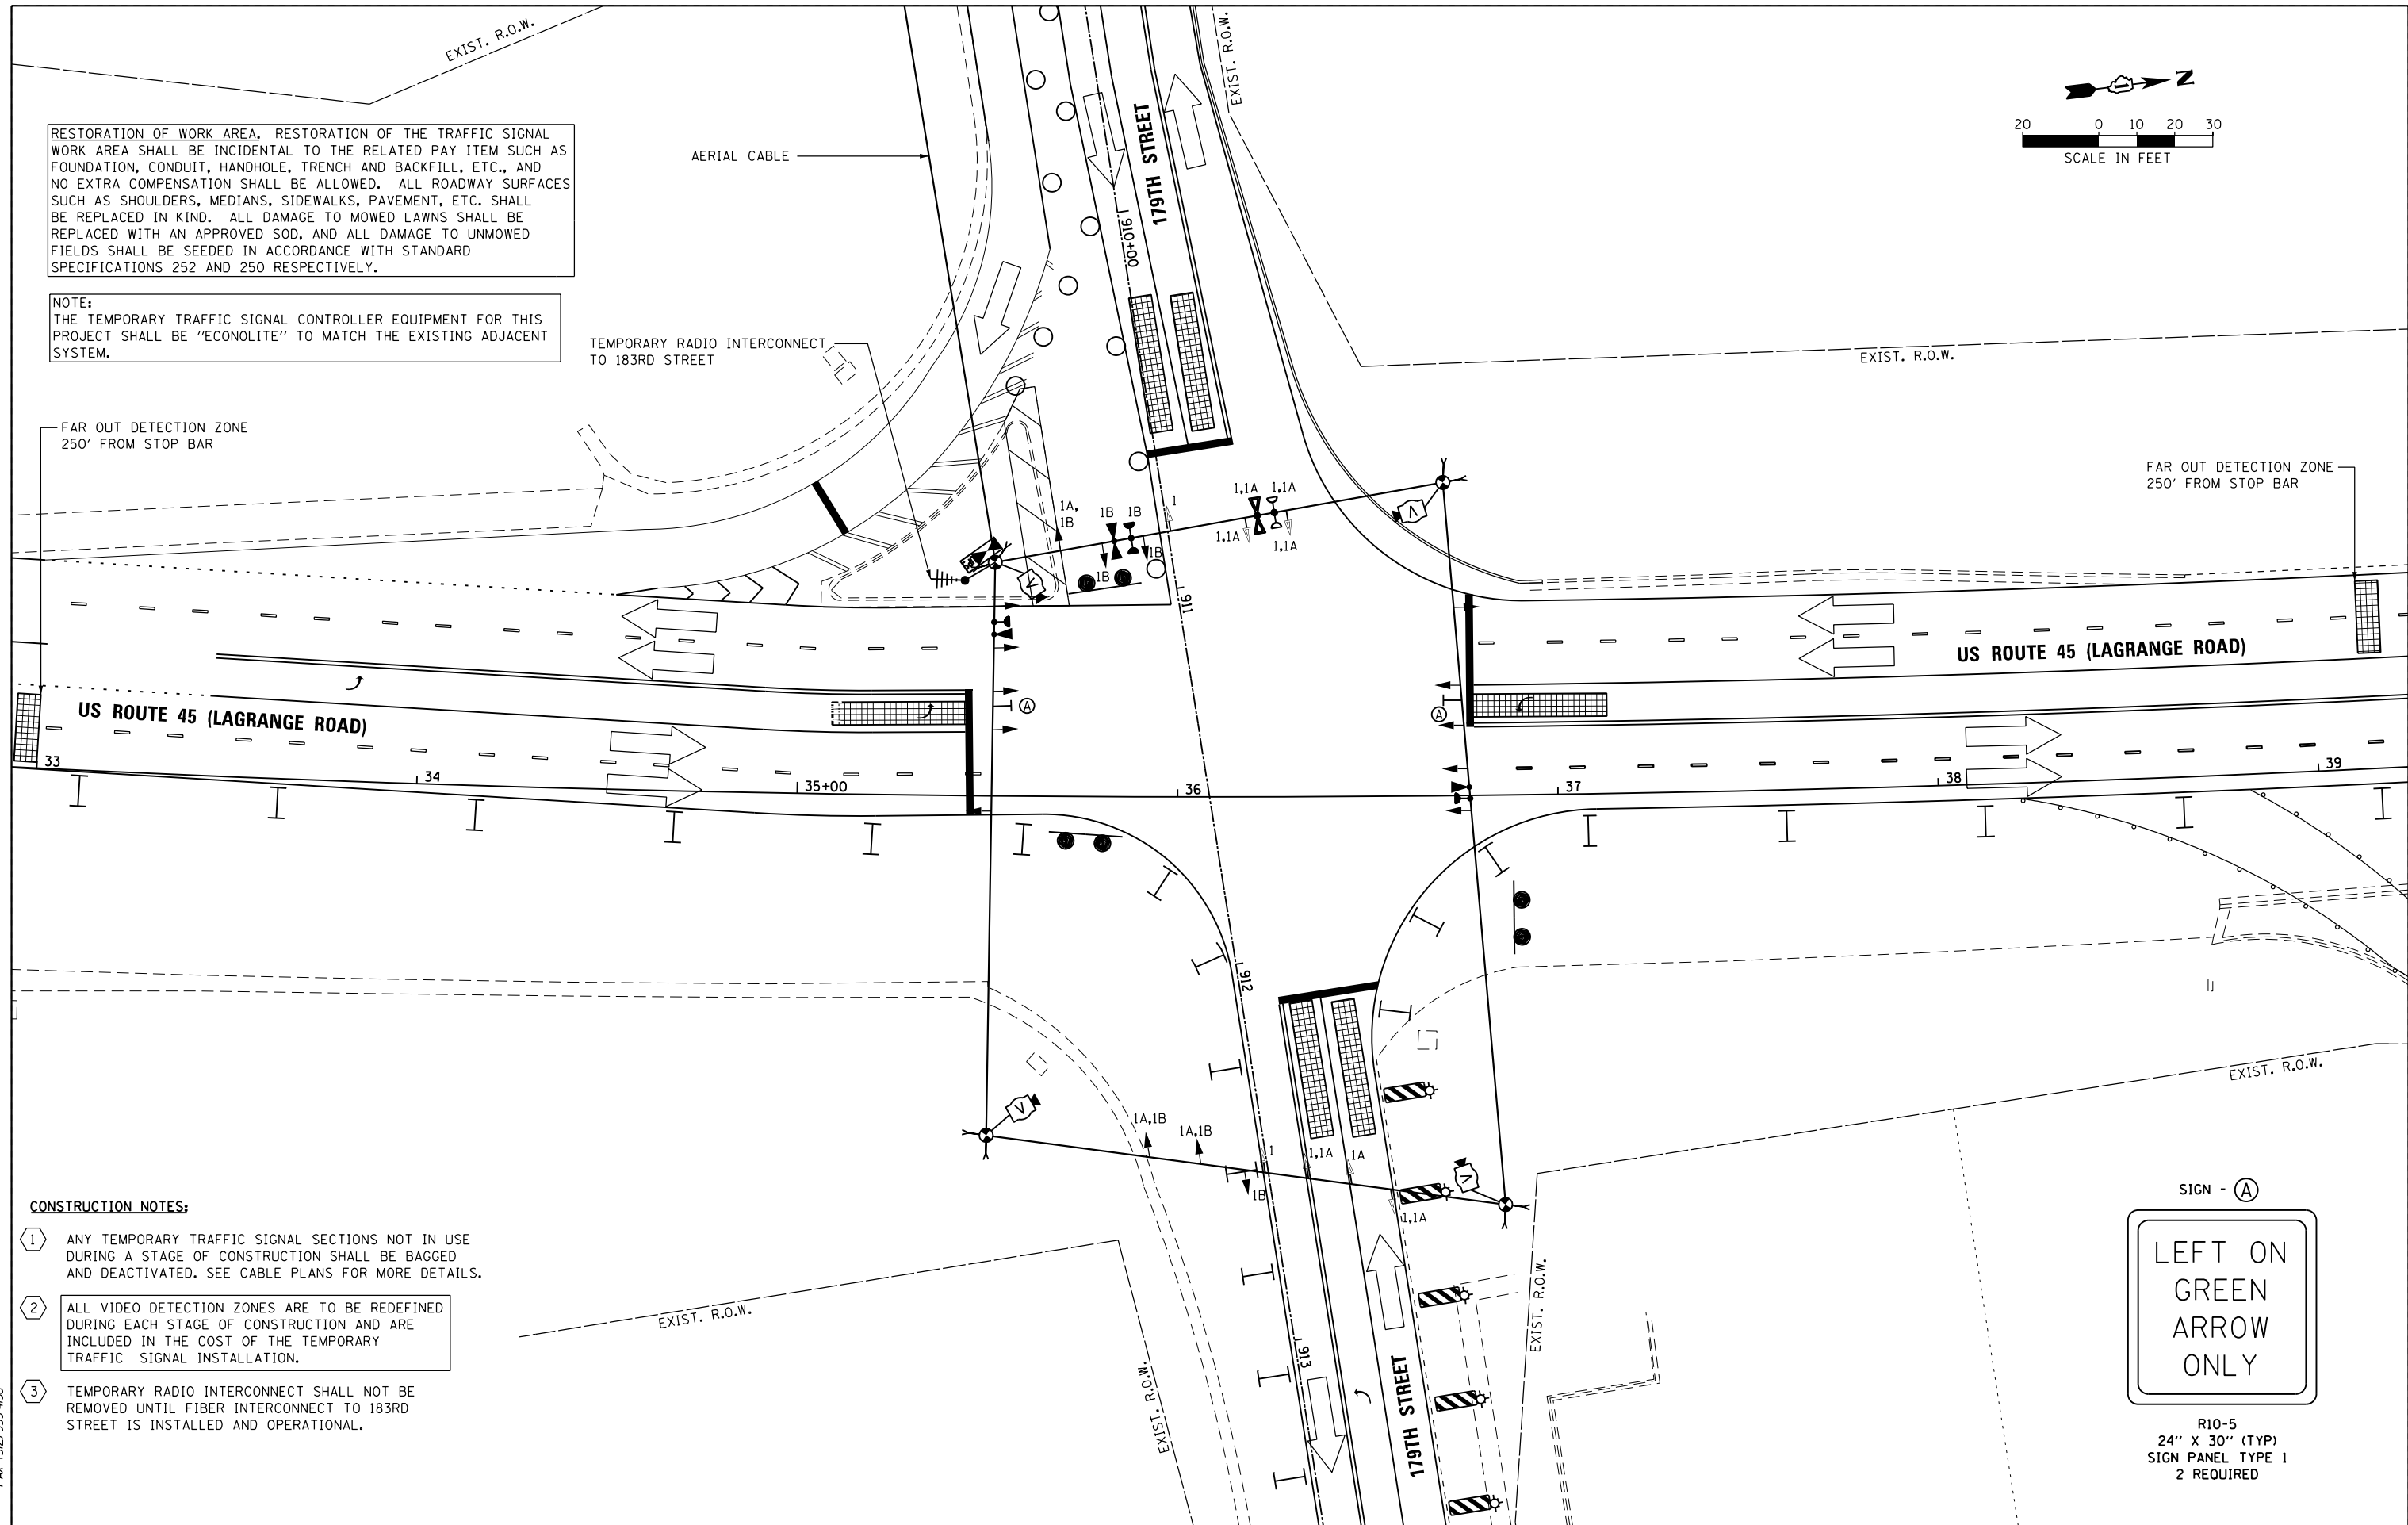 EXIST. R.O.W.
EXIST. R.O.W.
N
1
20 0 10 20 30
SCALE IN FEET
RESTORATION OF WORK AREA. RESTORATION OF THE TRAFFIC SIGNAL
WORK AREA SHALL BE INCIDENTAL TO THE RELATED PAY ITEM SUCH AS
FOUNDATION, CONDUIT, HANDHOLE, TRENCH AND BACKFILL, ETC., AND
NO EXTRA COMPENSATION SHALL BE ALLOWED. ALL ROADWAY SURFACES
SUCH AS SHOULDERS, MEDIANS, SIDEWALKS, PAVEMENT, ETC. SHALL
BE REPLACED IN KIND. ALL DAMAGE TO MOWED LAWNS SHALL BE
REPLACED WITH AN APPROVED SOD, AND ALL DAMAGE TO UNMOWED
FIELDS SHALL BE SEEDED IN ACCORDANCE WITH STANDARD
SPECIFICATIONS 252 AND 250 RESPECTIVELY.
AERIAL CABLE
179TH STREET
910+00
NOTE:
THE TEMPORARY TRAFFIC SIGNAL CONTROLLER EQUIPMENT FOR THIS
PROJECT SHALL BE "ECONOLITE" TO MATCH THE EXISTING ADJACENT
SYSTEM.
TEMPORARY RADIO INTERCONNECT
TO 183RD STREET
EXIST. R.O.W.
FAR OUT DETECTION ZONE
250' FROM STOP BAR
FAR OUT DETECTION ZONE
250' FROM STOP BAR
1A,
1B
1B
1B
1
1,1A
1,1A
1B
1B
1,1A
1,1A
V
V
911
US ROUTE 45 (LAGRANGE ROAD)
US ROUTE 45 (LAGRANGE ROAD)
A
A
33
34
35+00
36
37
38
39
912
V
1A,1B
1A,1B
1
1B
1,1A
1A
V
1,1A
EXIST. R.O.W.
EXIST. R.O.W.
EXIST. R.O.W.
EXIST. R.O.W.
913
179TH STREET
CONSTRUCTION NOTES:
1 ANY TEMPORARY TRAFFIC SIGNAL SECTIONS NOT IN USE
DURING A STAGE OF CONSTRUCTION SHALL BE BAGGED
AND DEACTIVATED. SEE CABLE PLANS FOR MORE DETAILS.
2 ALL VIDEO DETECTION ZONES ARE TO BE REDEFINED
DURING EACH STAGE OF CONSTRUCTION AND ARE
INCLUDED IN THE COST OF THE TEMPORARY
TRAFFIC SIGNAL INSTALLATION.
3 TEMPORARY RADIO INTERCONNECT SHALL NOT BE
REMOVED UNTIL FIBER INTERCONNECT TO 183RD
STREET IS INSTALLED AND OPERATIONAL.
SIGN - A
LEFT ON
GREEN
ARROW
ONLY
R10-5
24" X 30" (TYP)
SIGN PANEL TYPE 1
2 REQUIRED